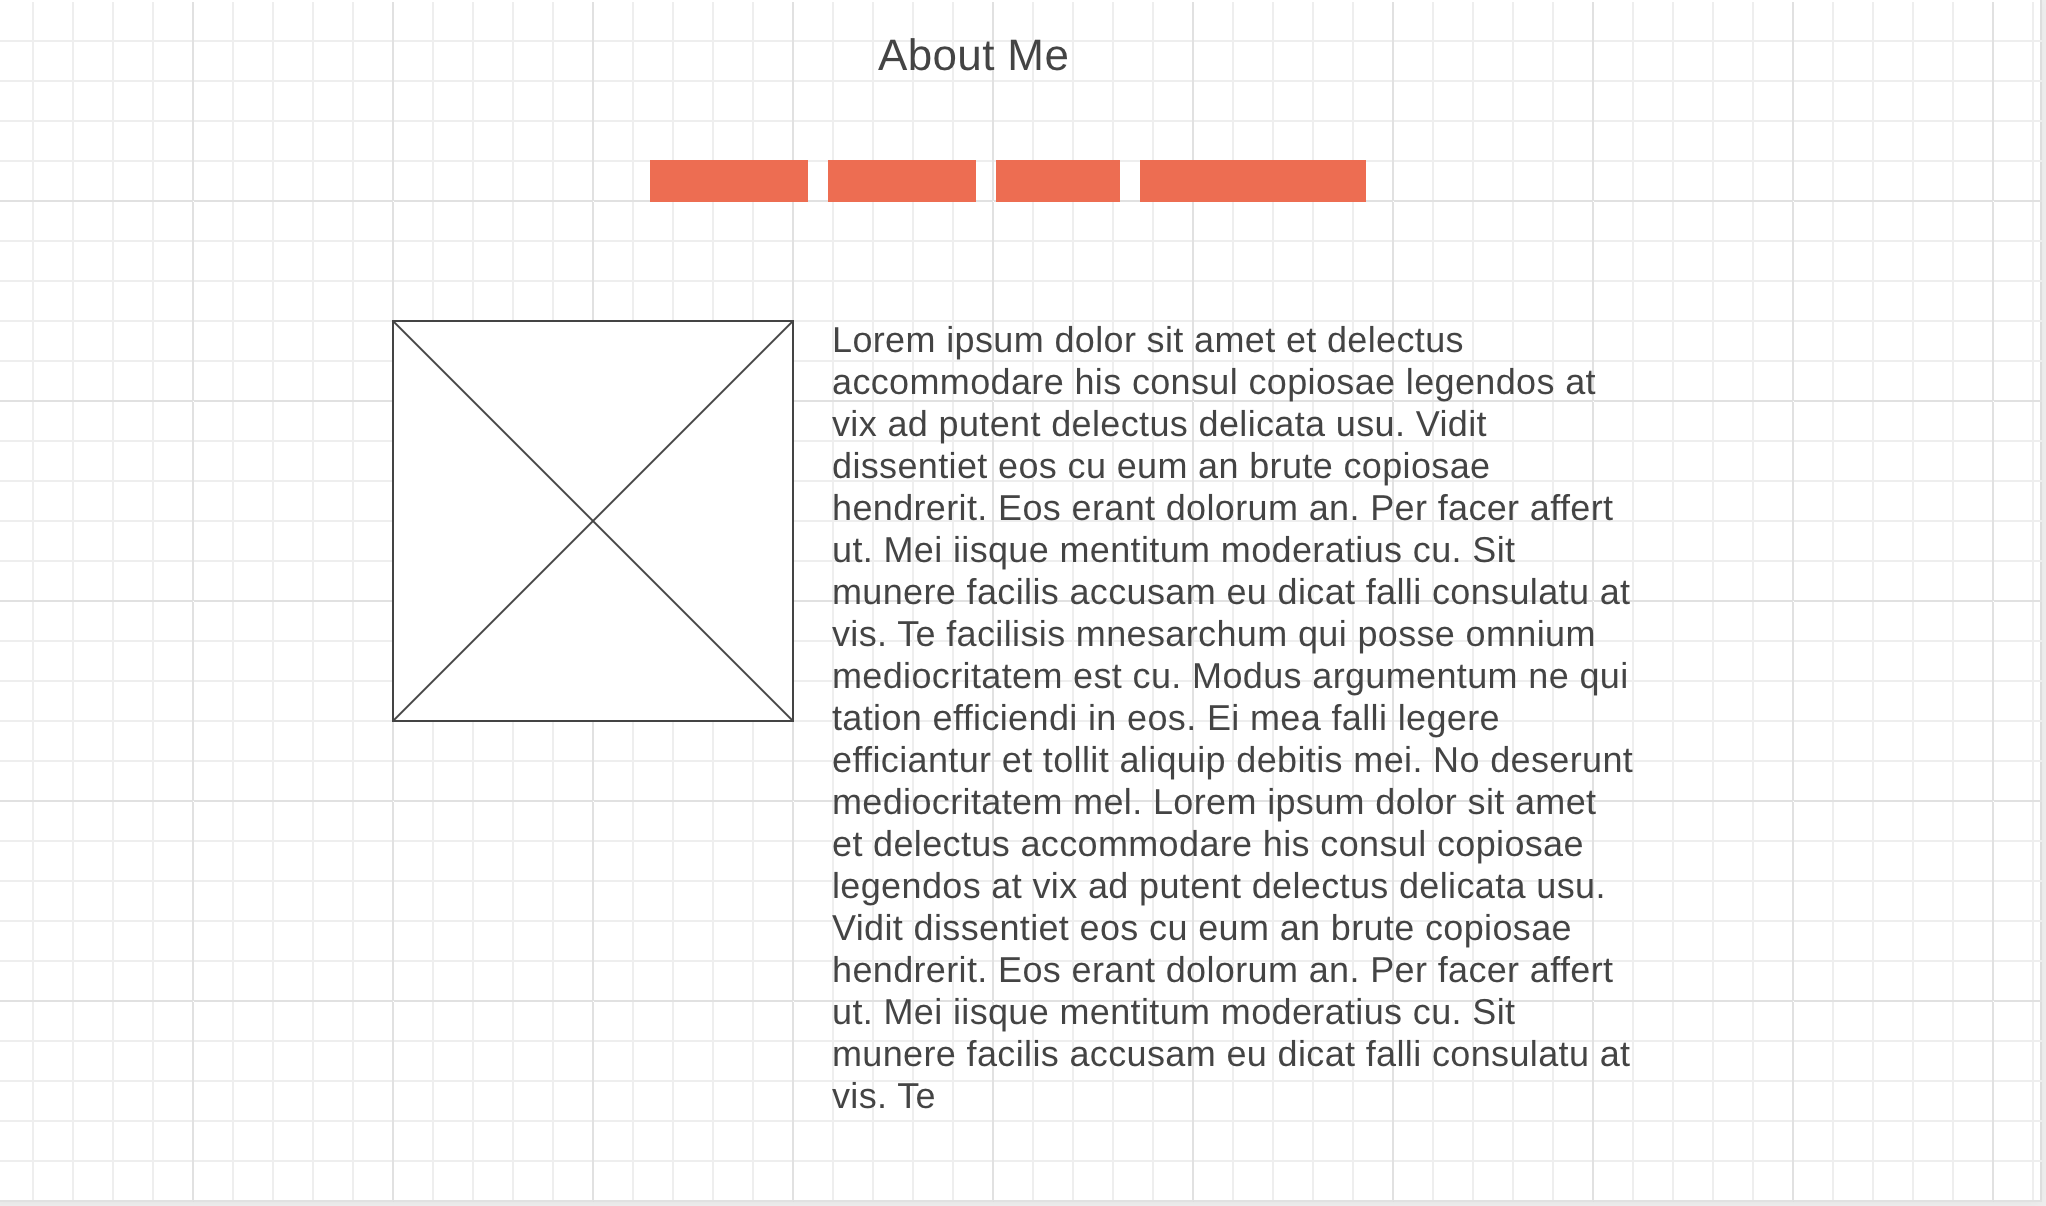 About Me
Lorem ipsum dolor sit amet et delectus
accommodare his consul copiosae legendos at
vix ad putent delectus delicata usu. Vidit
dissentiet eos cu eum an brute copiosae
hendrerit. Eos erant dolorum an. Per facer affert
ut. Mei iisque mentitum moderatius cu. Sit
munere facilis accusam eu dicat falli consulatu at
vis. Te facilisis mnesarchum qui posse omnium
mediocritatem est cu. Modus argumentum ne qui
tation efficiendi in eos. Ei mea falli legere
efficiantur et tollit aliquip debitis mei. No deserunt
mediocritatem mel. Lorem ipsum dolor sit amet
et delectus accommodare his consul copiosae
legendos at vix ad putent delectus delicata usu.
Vidit dissentiet eos cu eum an brute copiosae
hendrerit. Eos erant dolorum an. Per facer affert
ut. Mei iisque mentitum moderatius cu. Sit
munere facilis accusam eu dicat falli consulatu at
vis. Te